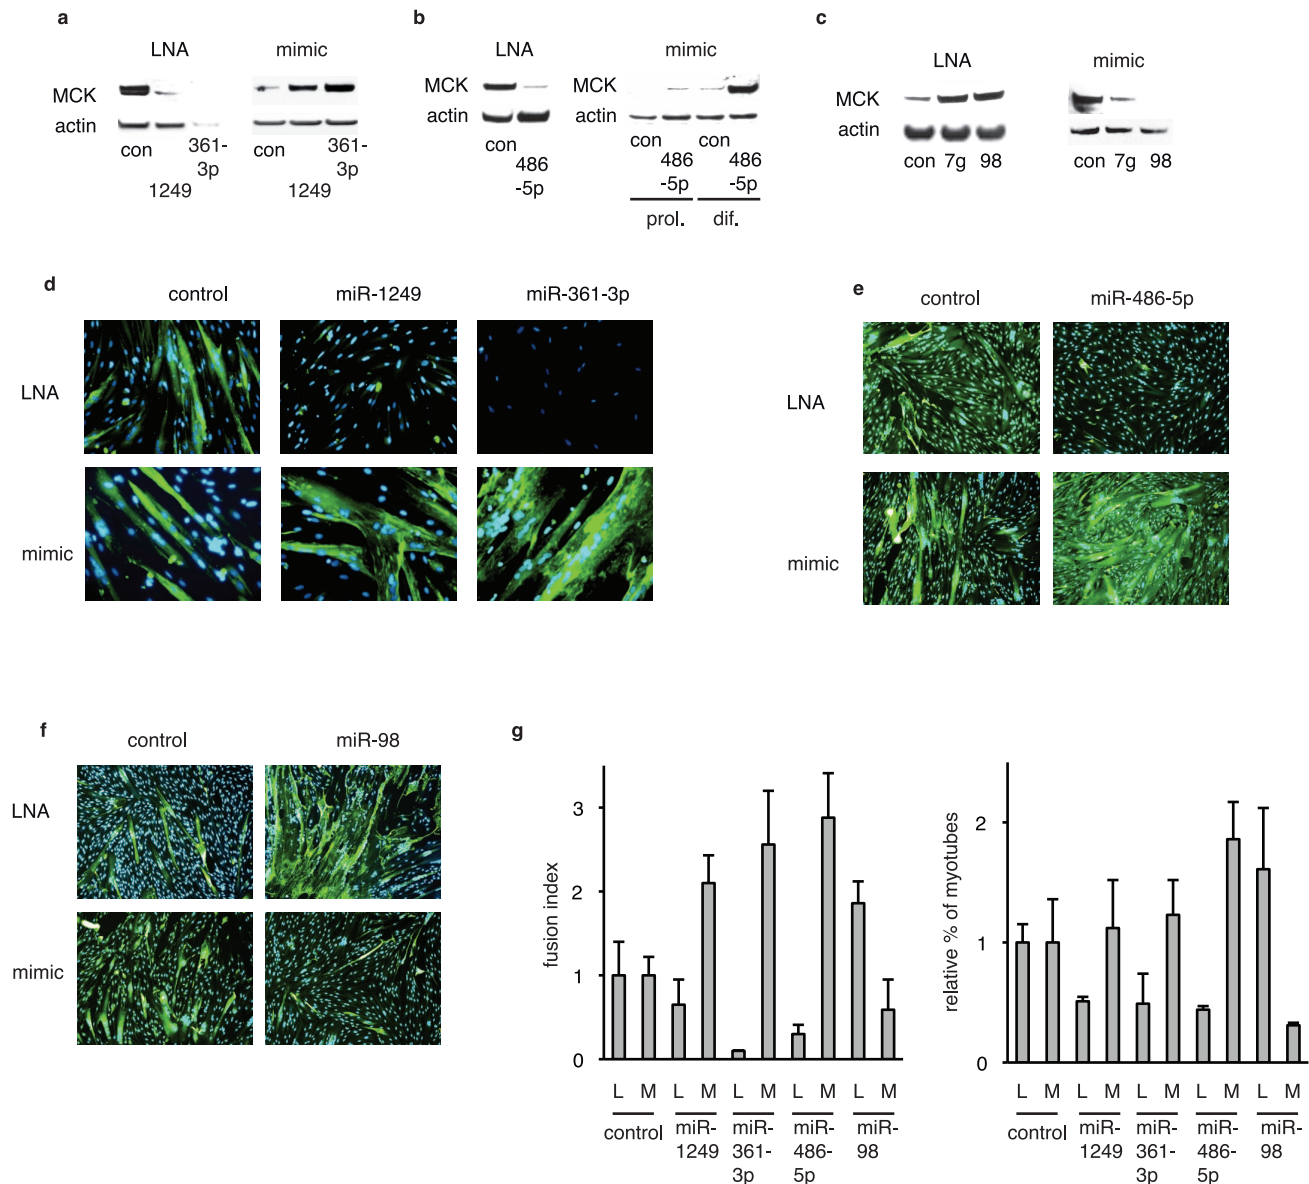 a
LNA
mimic
MCK
actin
con
361-
3p
1249
con
361-
3p
1249
b
LNA
mimic
MCK
actin
MCK
actin
con
486
-5p
con
486
-5p
con
486
-5p
prol.
dif.
c
LNA
mimic
MCK
actin
con 7g 98
con 7g 98
d
control
miR-1249
miR-361-3p
LNA
mimic
e
control
miR-486-5p
LNA
mimic
f
control
miR-98
LNA
mimic
g
fusion index
3
2
1
0
L M L M L M L M L M
control
miR-
1249
miR-
361-
3p
miR-
486-
5p
miR-
98
relative % of myotubes
2
1
0
L M L M L M L M L M
control
miR-
1249
miR-
361-
3p
miR-
486-
5p
miR-
98